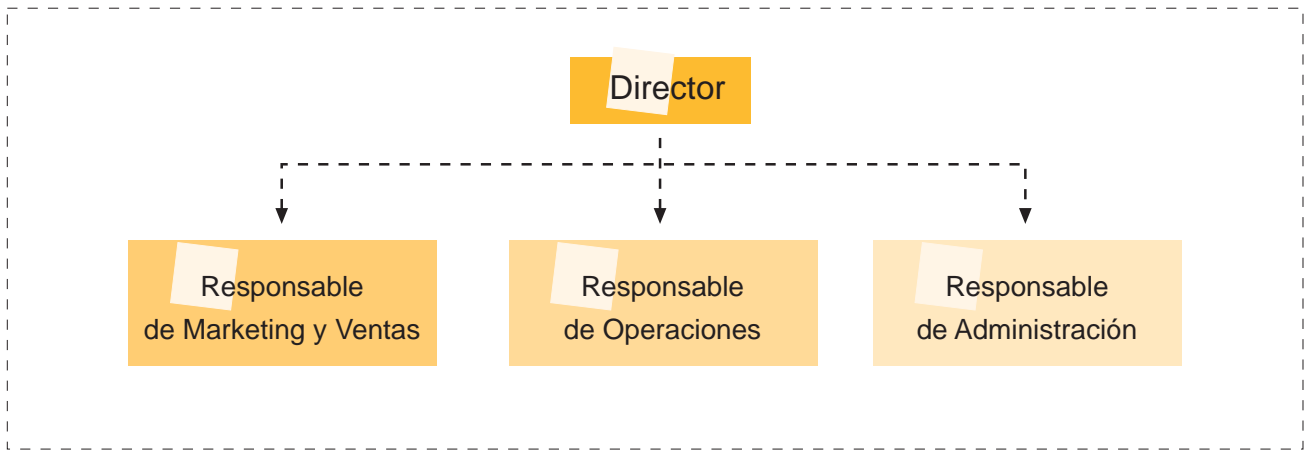 Director
Responsable
de Marketing y Ventas
Responsable
de Operaciones
Responsable
de Administración